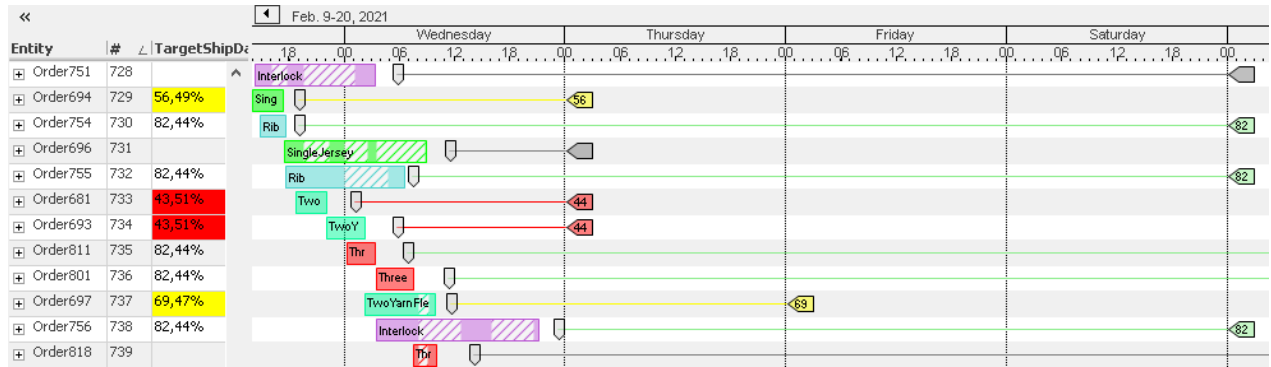 « Feb. 9-20, 2021
Wednesday Thursday Friday Saturday
Entity # TargetShipDa
18 00 06 12 18 00 06 12 18 00 06 12 18 00 06 12 18 00
Order751 728 Interlock
Order694 729 56,49% Sing 56
Order754 730 82,44% Rib 82
Order696 731 SingleJersey
Order755 732 82,44% Rib 82
Order681 733 43,51% Two 44
Order693 734 43,51% TwoY 44
Order811 735 82,44% Thr
Order801 736 82,44% Three
Order697 737 69,47% TwoYarnFle 69
Order756 738 82,44% Interlock 82
Order818 739 Thr